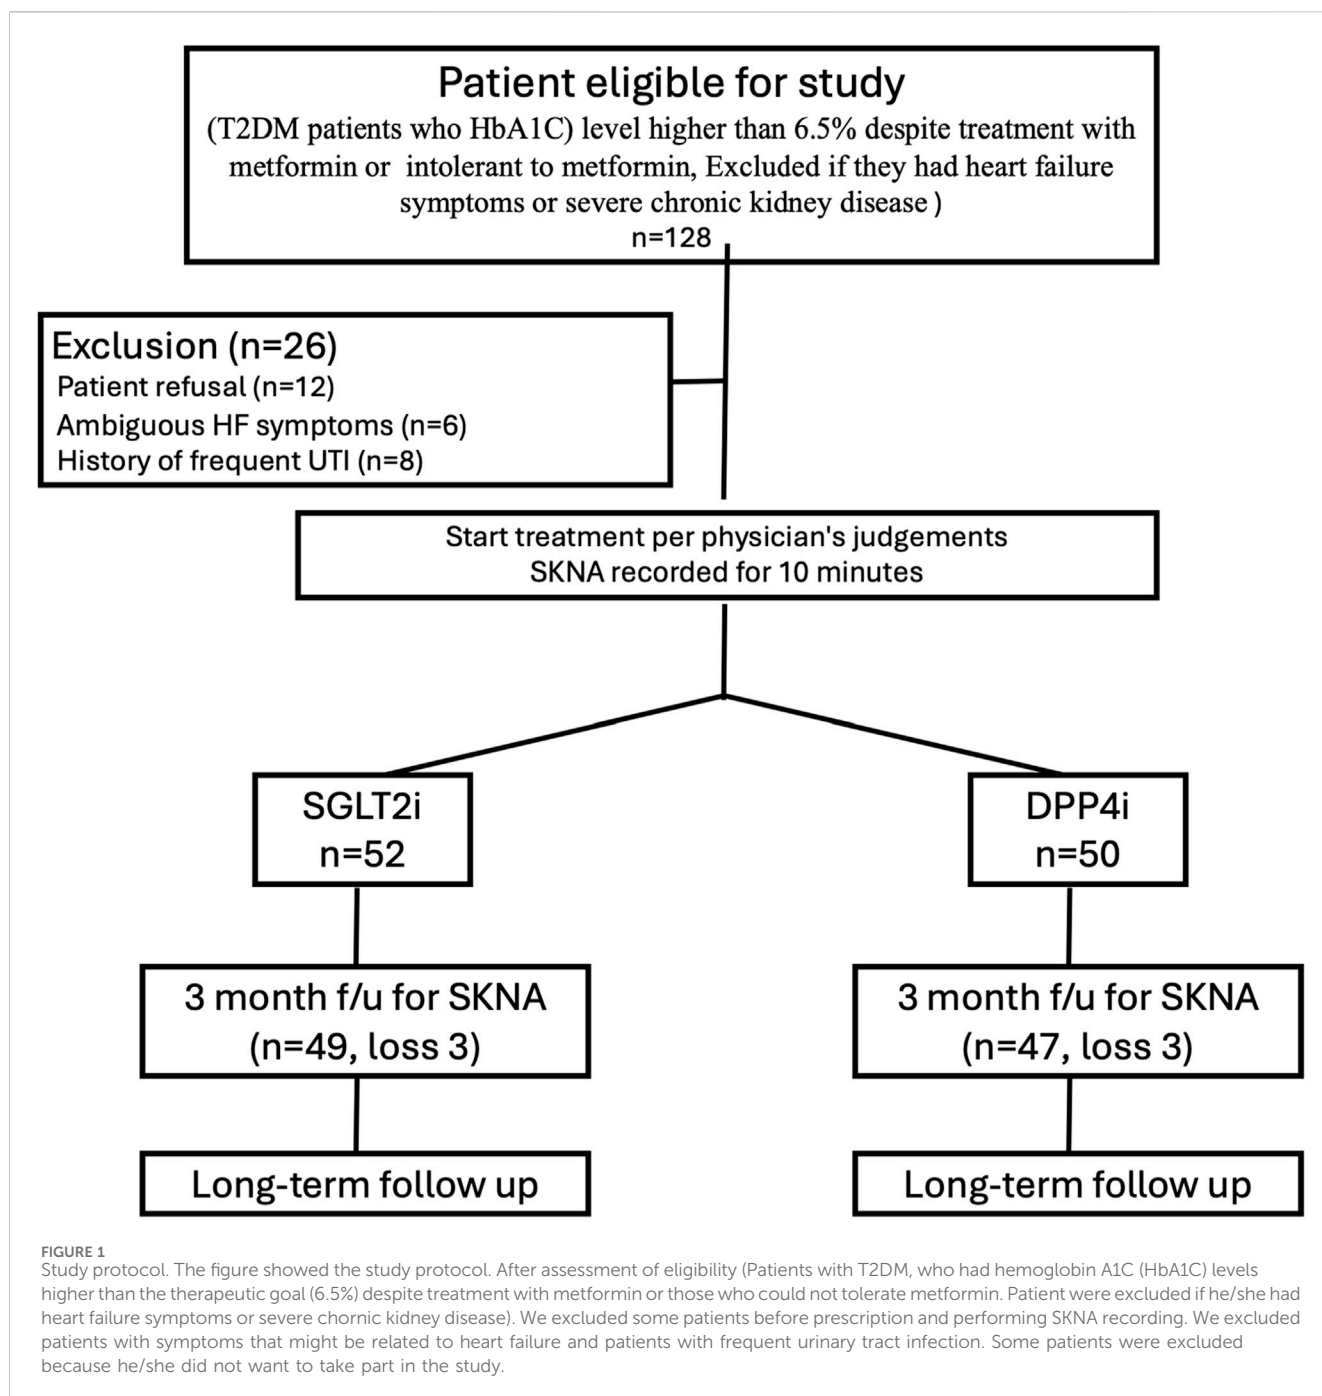 Patient eligible for study
(T2DM patients who HbA1C) level higher than 6.5% despite treatment with
metformin or intolerant to metformin, Excluded if they had heart failure
symptoms or severe chronic kidney disease )
n=128
Exclusion (n=26)
Patient refusal (n=12)
Ambiguous HF symptoms (n=6)
History of frequent UTI (n=8)
Start treatment per physician's judgements
SKNA recorded for 10 minutes
SGLT2i
n=52
DPP4i
n=50
3 month f/u for SKNA
(n=49, loss 3)
3 month f/u for SKNA
(n=47, loss 3)
Long-term follow up
Long-term follow up
FIGURE 1
Study protocol. The figure showed the study protocol. After assessment of eligibility (Patients with T2DM, who had hemoglobin A1C (HbA1C) levels
higher than the therapeutic goal (6.5%) despite treatment with metformin or those who could not tolerate metformin. Patient were excluded if he/she had
heart failure symptoms or severe chornic kidney disease). We excluded some patients before prescription and performing SKNA recording. We excluded
patients with symptoms that might be related to heart failure and patients with frequent urinary tract infection. Some patients were excluded
because he/she did not want to take part in the study.